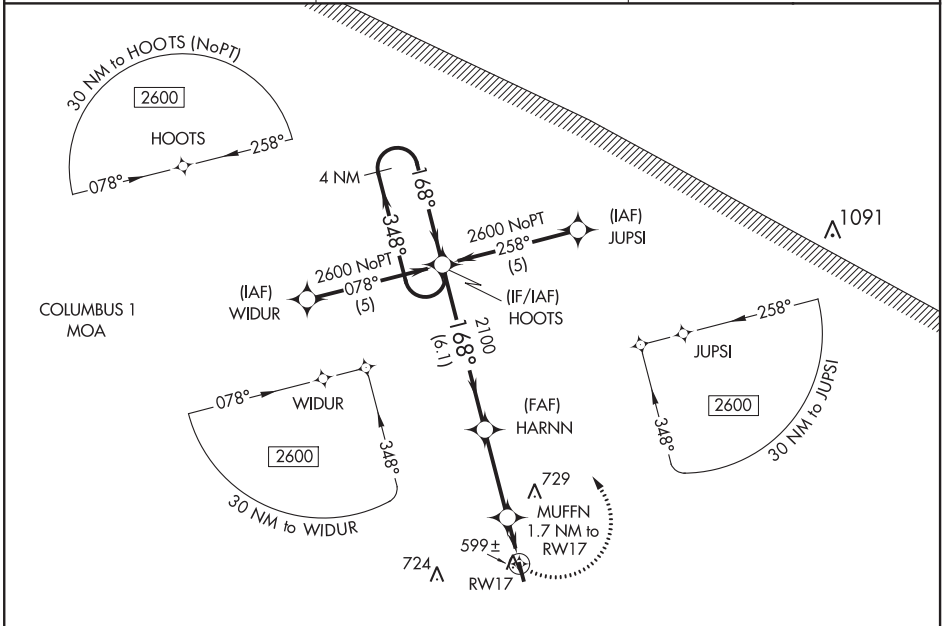 30 NM to HOOTS (NoPT)
2600
HOOTS
258°
078°
4 NM
168°
348°
2600 NoPT
258°
(5)
(IAF)
JUPSI
1091
2600 NoPT
078°
(5)
(IAF)
WIDUR
(IF/IAF)
HOOTS
COLUMBUS 1
MOA
2100
168°
(6.1)
258°
JUPSI
2600
348°
30 NM to JUPSI
078°
WIDUR
2600
348°
30 NM to WIDUR
(FAF)
HARNN
729
MUFFN
1.7 NM to
RW17
599±
724
RW17